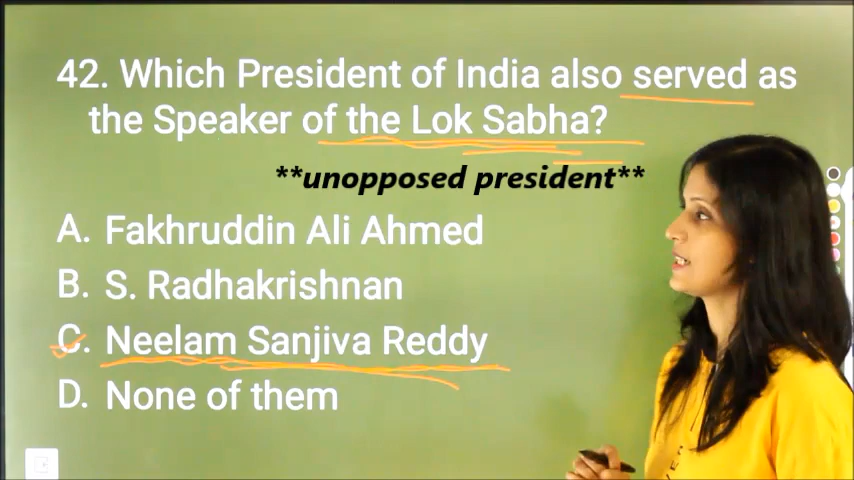 42. Which President of India also served as
the Speaker of the Lok Sabha?
**unopposed president**
A. Fakhruddin Ali Ahmed
B. S. Radhakrishnan
C. Neelam Sanjiva Reddy
D. None of them